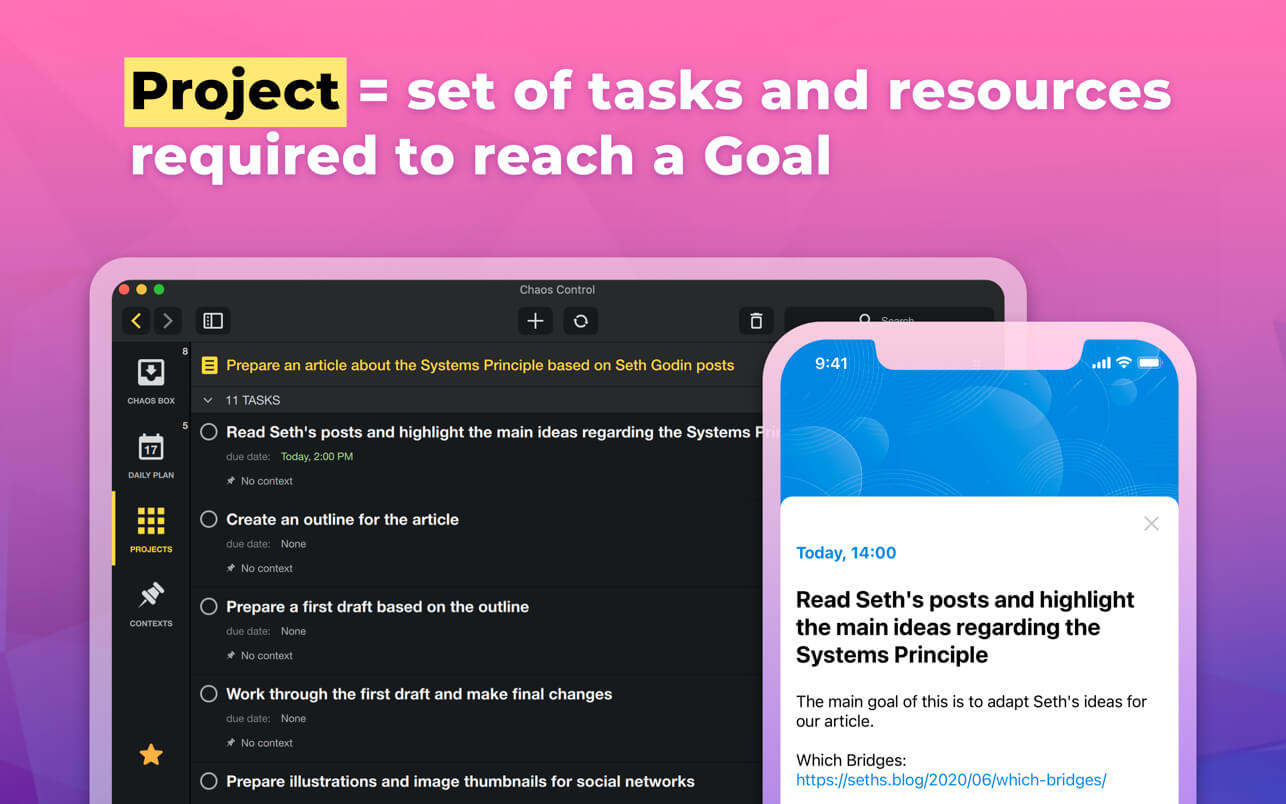 Project = set of tasks and resources
required to reach a Goal
Chaos Control
Search
8
CHAOS BOX
5
17
DAILY PLAN
PROJECTS
CONTEXTS
Prepare an article about the Systems Principle based on Seth Godin posts
11 TASKS
Read Seth's posts and highlight the main ideas regarding the Systems Prin
due date: Today, 2:00 PM
No context
Create an outline for the article
due date: None
No context
Prepare a first draft based on the outline
due date: None
No context
Work through the first draft and make final changes
due date: None
No context
Prepare illustrations and image thumbnails for social networks
9:41
Today, 14:00
Read Seth's posts and highlight
the main ideas regarding the
Systems Principle
The main goal of this is to adapt Seth's ideas for
our article.
Which Bridges:
https://seths.blog/2020/06/which-bridges/